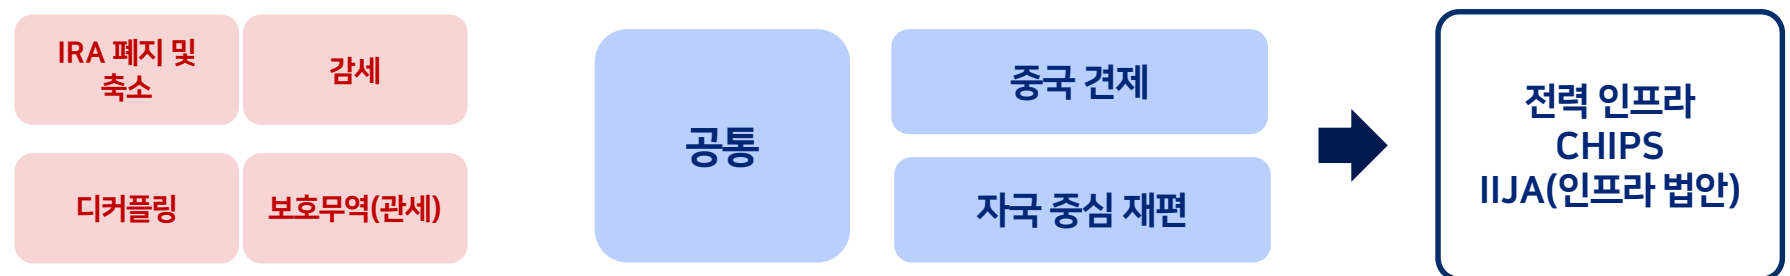 IRA 폐지 및
축소
감세
디커플링
보호무역(관세)
공통
중국 견제
자국 중심 재편
전력 인프라
CHIPS
IIJA(인프라 법안)